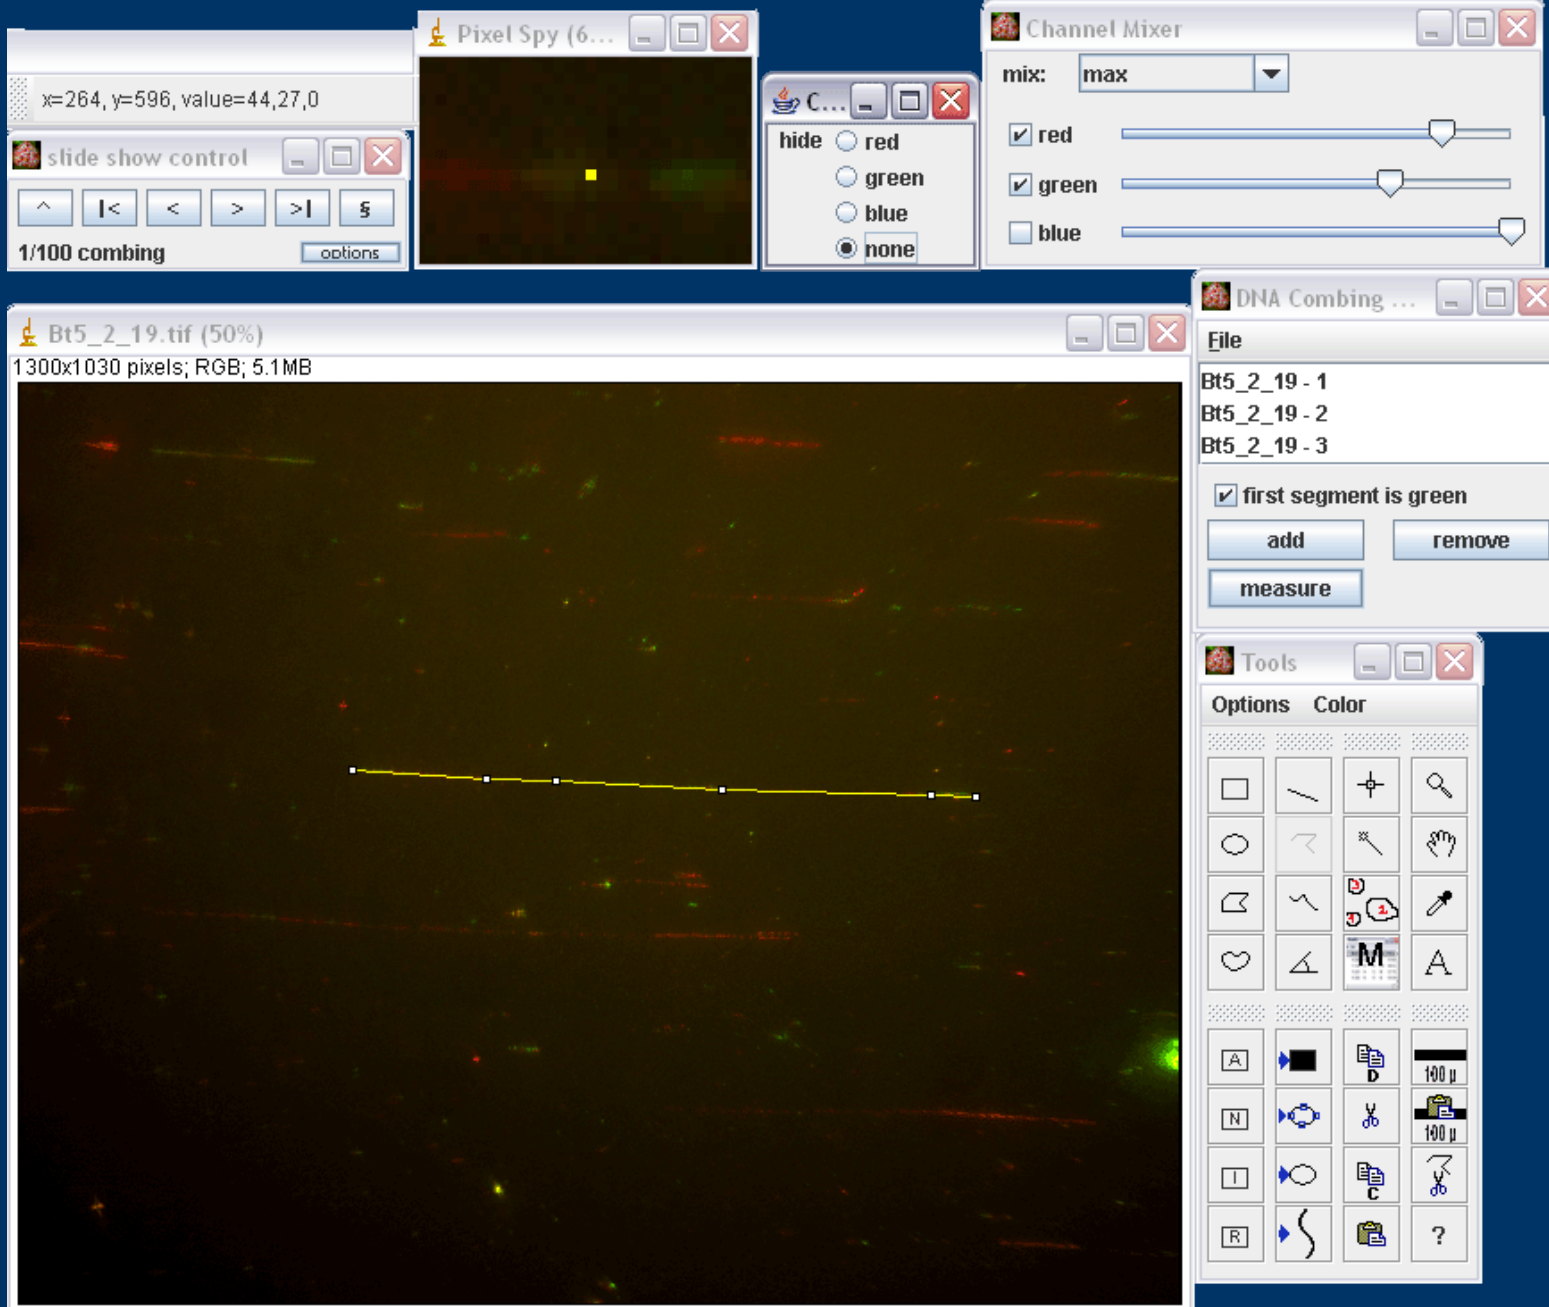 Pixel Spy (6...
Channel Mixer
mix:
max
x=264, y=596, value=44,27,0
C...
hide
red
green
blue
none
red
green
blue
slide show control
^
|<
<
>
>|
§
1/100 combing
options
DNA Combing ...
File
Bt5_2_19 - 1
Bt5_2_19 - 2
Bt5_2_19 - 3
first segment is green
add
remove
measure
Bt5_2_19.tif (50%)
1300x1030 pixels; RGB; 5.1MB
Tools
Options
Color
M
A
A
D
100 µ
N
100 µ
I
C
R
?